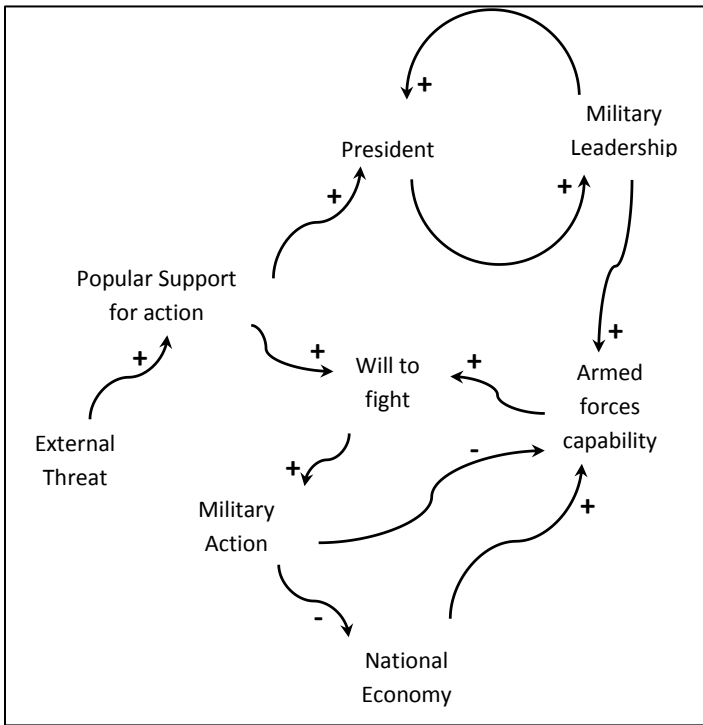 +
Military
Leadership
President
+
+
Popular Support
for action
+
+
+
+
Will to
fight
Armed
forces
capability
External
Threat
+
-
+
Military
Action
-
National
Economy